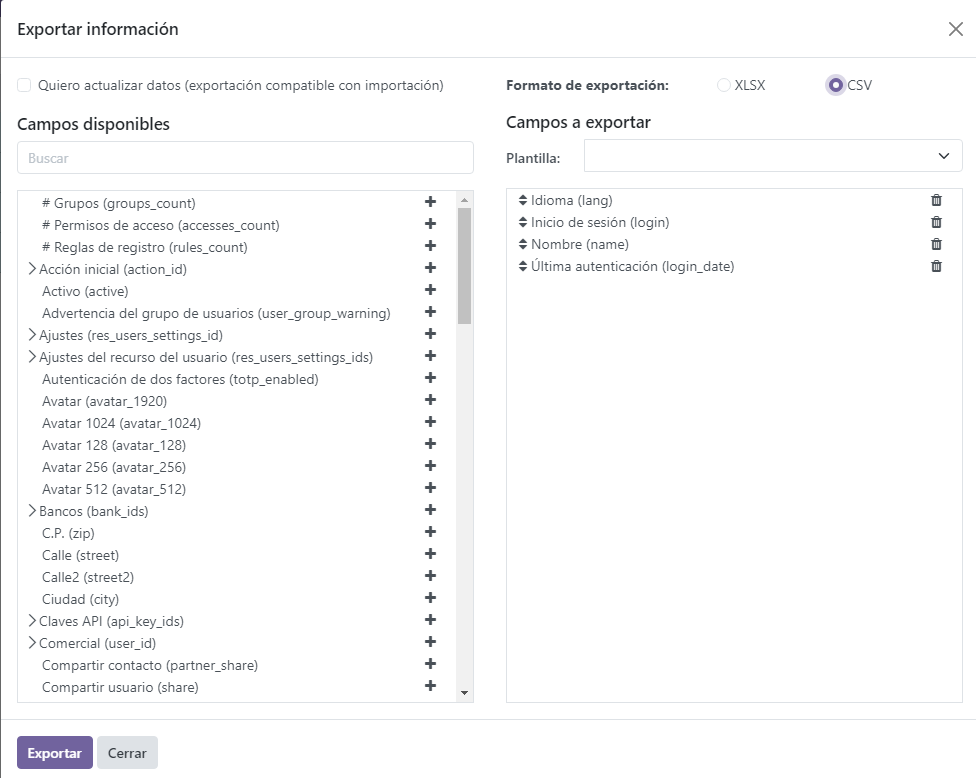 Exportar información
Quiero actualizar datos (exportación compatible con importación)
Formato de exportación:
XLSX
CSV
Campos disponibles
Buscar
# Grupos (groups_count)
# Permisos de acceso (accesses_count)
# Reglas de registro (rules_count)
Acción inicial (action_id)
Activo (active)
Advertencia del grupo de usuarios (user_group_warning)
Ajustes (res_users_settings_id)
Ajustes del recurso del usuario (res_users_settings_ids)
Autenticación de dos factores (totp_enabled)
Avatar (avatar_1920)
Avatar 1024 (avatar_1024)
Avatar 128 (avatar_128)
Avatar 256 (avatar_256)
Avatar 512 (avatar_512)
Bancos (bank_ids)
C.P. (zip)
Calle (street)
Calle2 (street2)
Ciudad (city)
Claves API (api_key_ids)
Comercial (user_id)
Compartir contacto (partner_share)
Compartir usuario (share)
Campos a exportar
Plantilla:
Idioma (lang)
Inicio de sesión (login)
Nombre (name)
Última autenticación (login_date)
Exportar
Cerrar